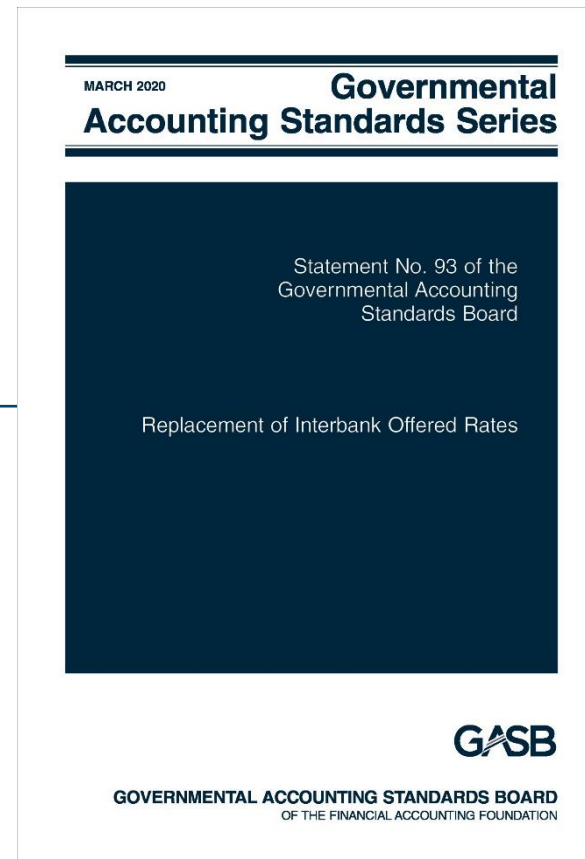 MARCH 2020
Governmental
Accounting Standards Series
Statement No. 93 of the
Governmental Accounting
Standards Board
Replacement of Interbank Offered Rates
GASB
GOVERNMENTAL ACCOUNTING STANDARDS BOARD
OF THE FINANCIAL ACCOUNTING FOUNDATION